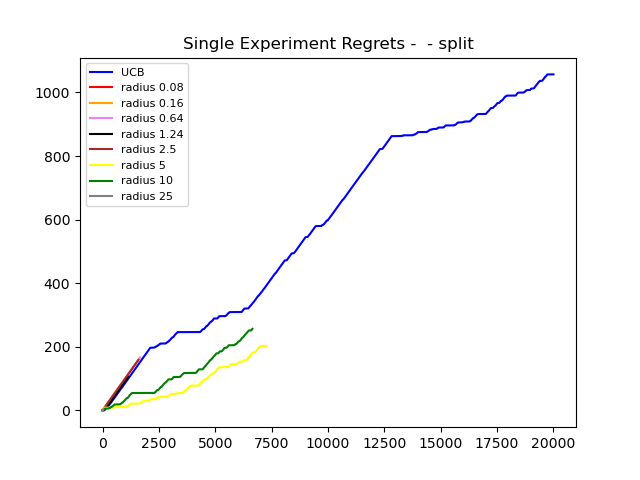 Single Experiment Regrets -  - split
UCB
radius 0.08
radius 0.16
radius 0.64
radius 1.24
radius 2.5
radius 5
radius 10
radius 25
1000
800
600
400
200
0
0 2500 5000 7500 10000 12500 15000 17500 20000